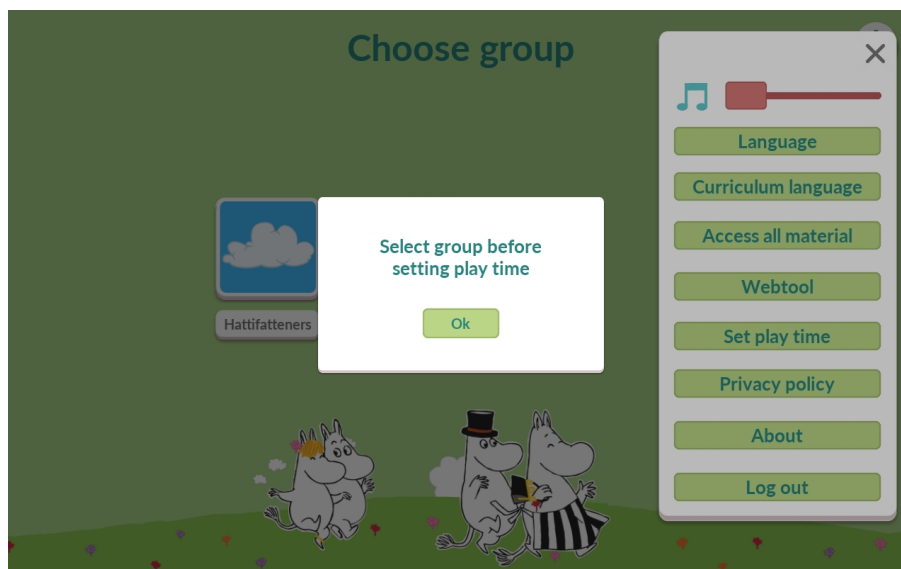 Choose group
Hattifatteners
Select group before
setting play time
Ok
Language
Curriculum language
Access all material
Webtool
Set play time
Privacy policy
About
Log out